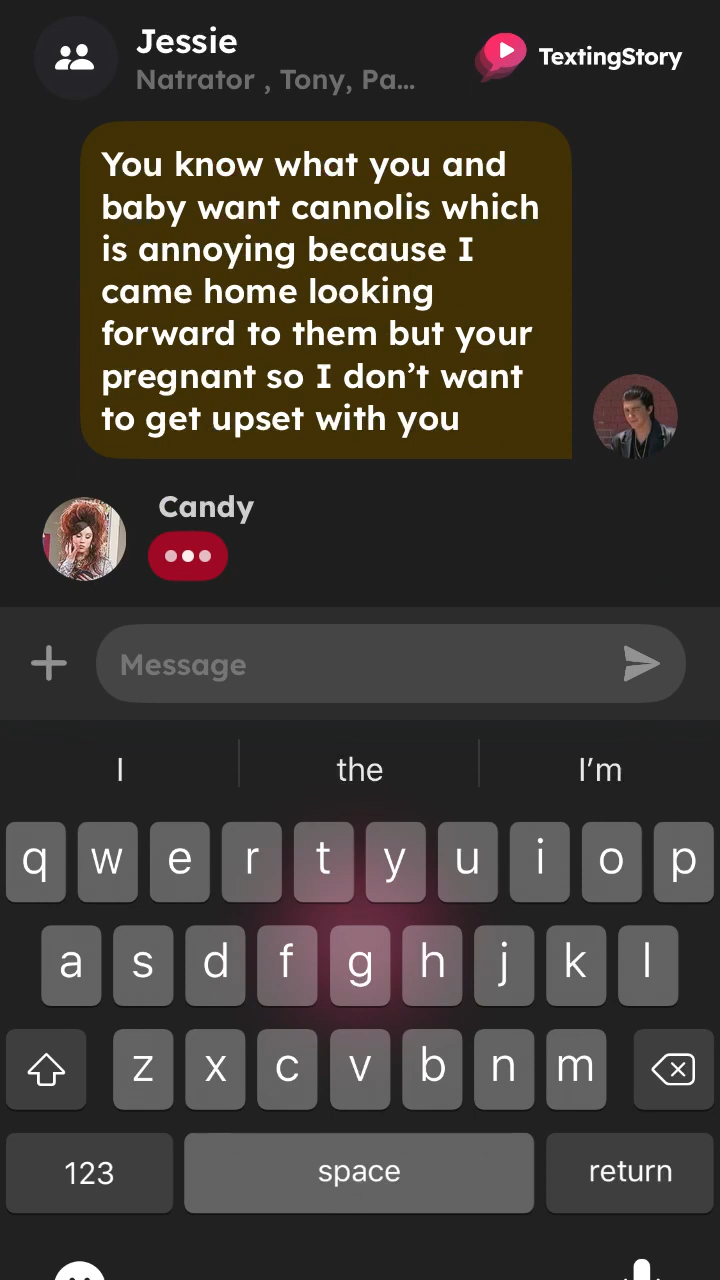 Jessie
Natrator , Tony, Pa...
TextingStory
You know what you and
baby want cannolis which
is annoying because I
came home looking
forward to them but your
pregnant so I don’t want
to get upset with you
Candy
Message
I the I’m
q w e r t y u i o p
a s d f g h j k l
z x c v b n m
123 space return